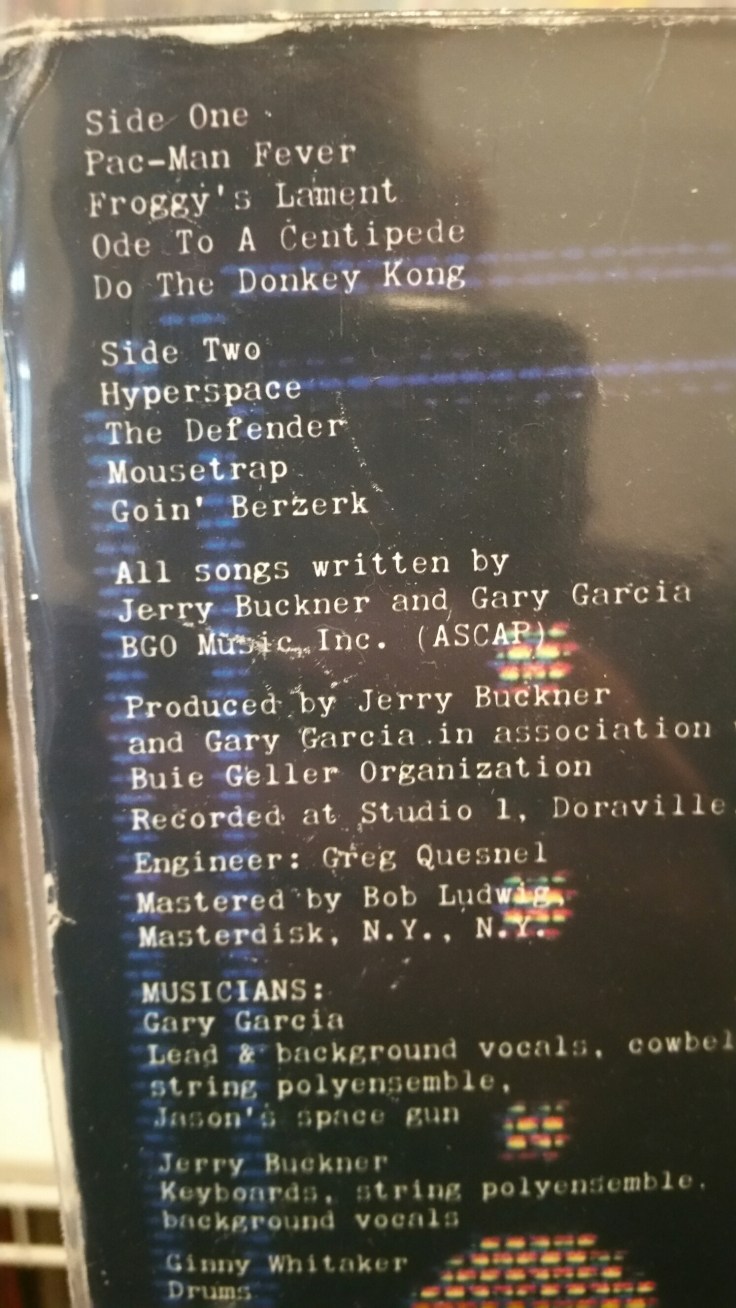 Side One
Pac-Man Fever
Froggy's Lament
Ode To A Centipede
Do The Donkey Kong
Side Two
Hyperspace
The Defender
Mousetrap
Goin' Berzerk
All songs written by
Jerry Buckner and Gary Garcia
BGO Music Inc. (ASCAP)
Produced by Jerry Buckner
and Gary Garcia in association
Buie Geller Organization
Recorded at Studio 1, Doraville
Engineer: Greg Quesnel
Mastered by Bob Ludwig,
Masterdisk, N.Y., N.Y.
MUSICIANS:
Gary Garcia
Lead & background vocals, cowbel
string polyensemble,
Jason's space gun
Jerry Buckner
Keyboards, string polyensemble,
background vocals
Ginny Whitaker
Drums